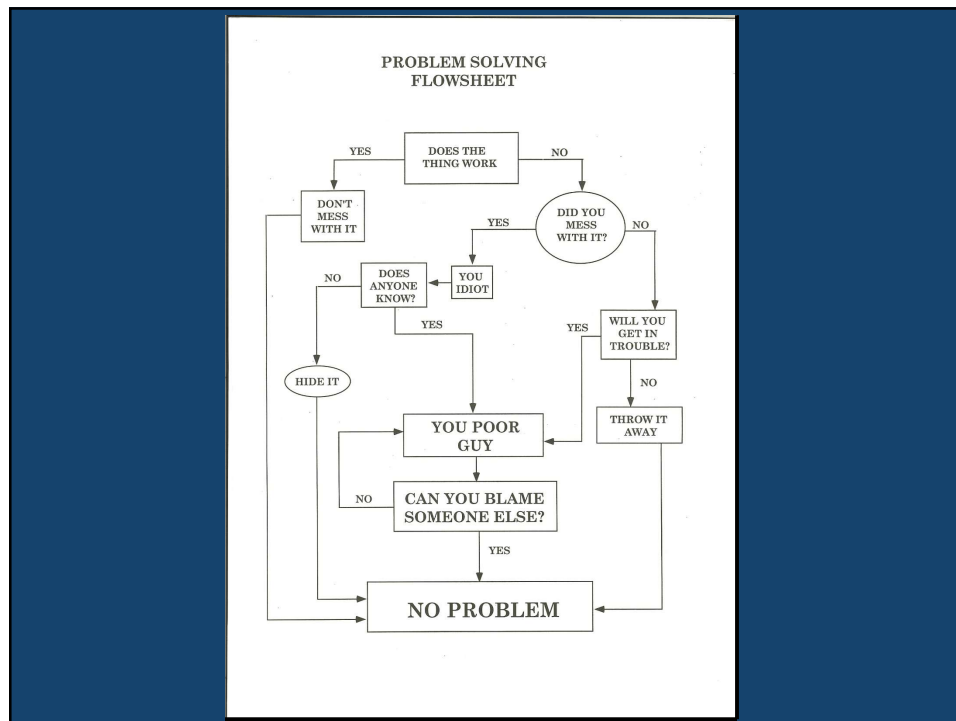 PROBLEM SOLVING
FLOWSHEET
DOES THE
THING WORK
YES
NO
DON'T
MESS
WITH IT
DID YOU
MESS
WITH IT?
YES
NO
YOU
IDIOT
DOES
ANYONE
KNOW?
NO
YES
WILL YOU
GET IN
TROUBLE?
YES
NO
HIDE IT
THROW IT
AWAY
YOU POOR
GUY
CAN YOU BLAME
SOMEONE ELSE?
NO
YES
NO PROBLEM